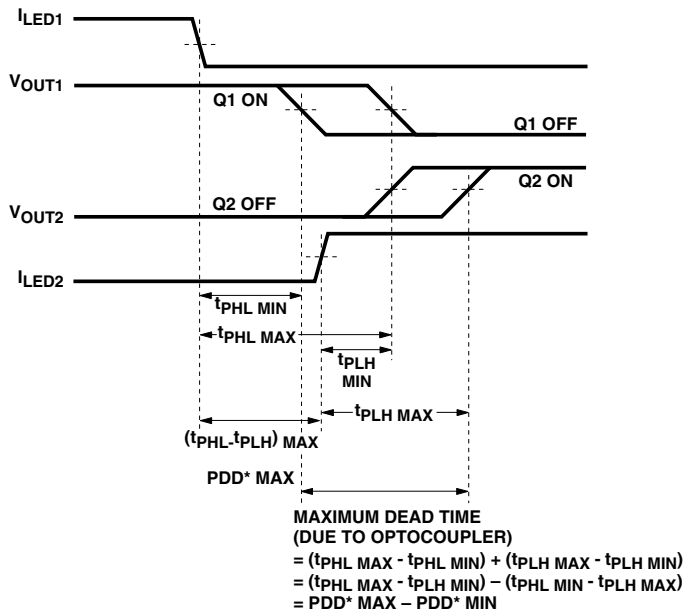 ILED1
VOUT1
Q1 ON
Q1 OFF
Q2 ON
Q2 OFF
VOUT2
ILED2
tPHL MIN
tPHL MAX
tPLH
MIN
tPLH MAX
(tPHL-tPLH) MAX
PDD* MAX
MAXIMUM DEAD TIME
(DUE TO OPTOCOUPLER)
= (tPHL MAX - tPHL MIN) + (tPLH MAX - tPLH MIN)
= (tPHL MAX - tPLH MIN) – (tPHL MIN - tPLH MAX)
= PDD* MAX – PDD* MIN